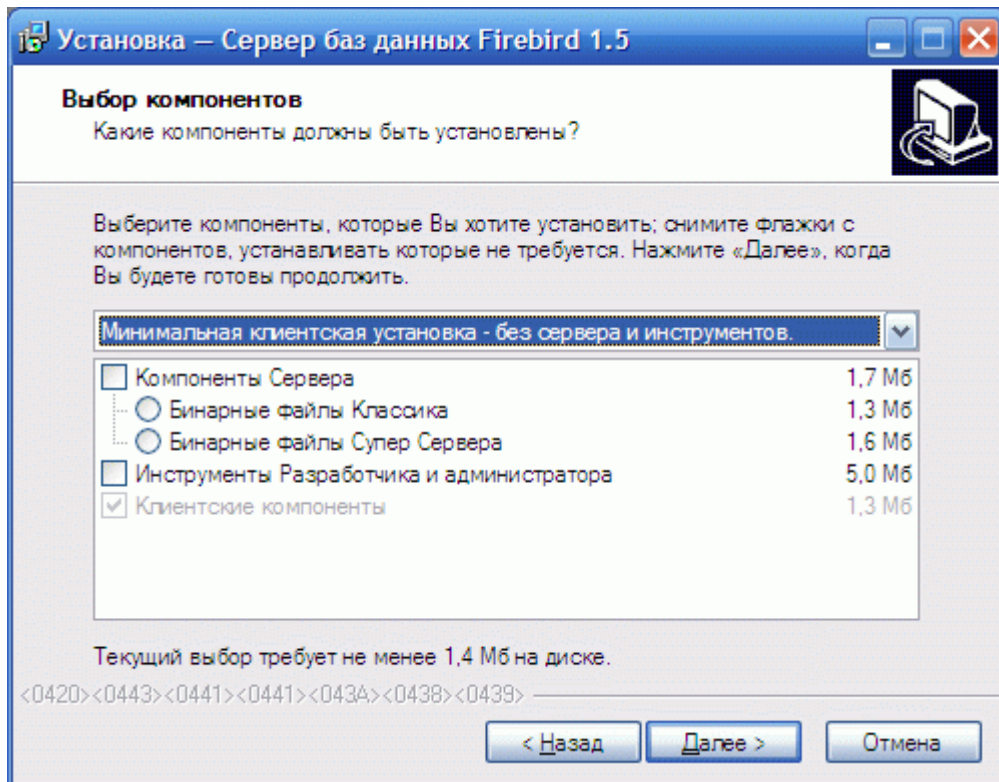 Установка — Сервер баз данных Firebird 1.5
Выбор компонентов
Какие компоненты должны быть установлены?
Выберите компоненты, которые Вы хотите установить; снимите флажки с
компонентов, устанавливать которые не требуется. Нажмите «Далее», когда
Вы будете готовы продолжить.
Минимальная клиентская установка - без сервера и инструментов.
Компоненты Сервера 1,7 Мб
Бинарные файлы Классика 1,3 Мб
Бинарные файлы Супер Сервера 1,6 Мб
Инструменты Разработчика и администратора 5,0 Мб
Клиентские компоненты 1,3 Мб
Текущий выбор требует не менее 1,4 Мб на диске.
<0420><0443><0441><0441><043A><0438><0439>
< Назад Далее > Отмена